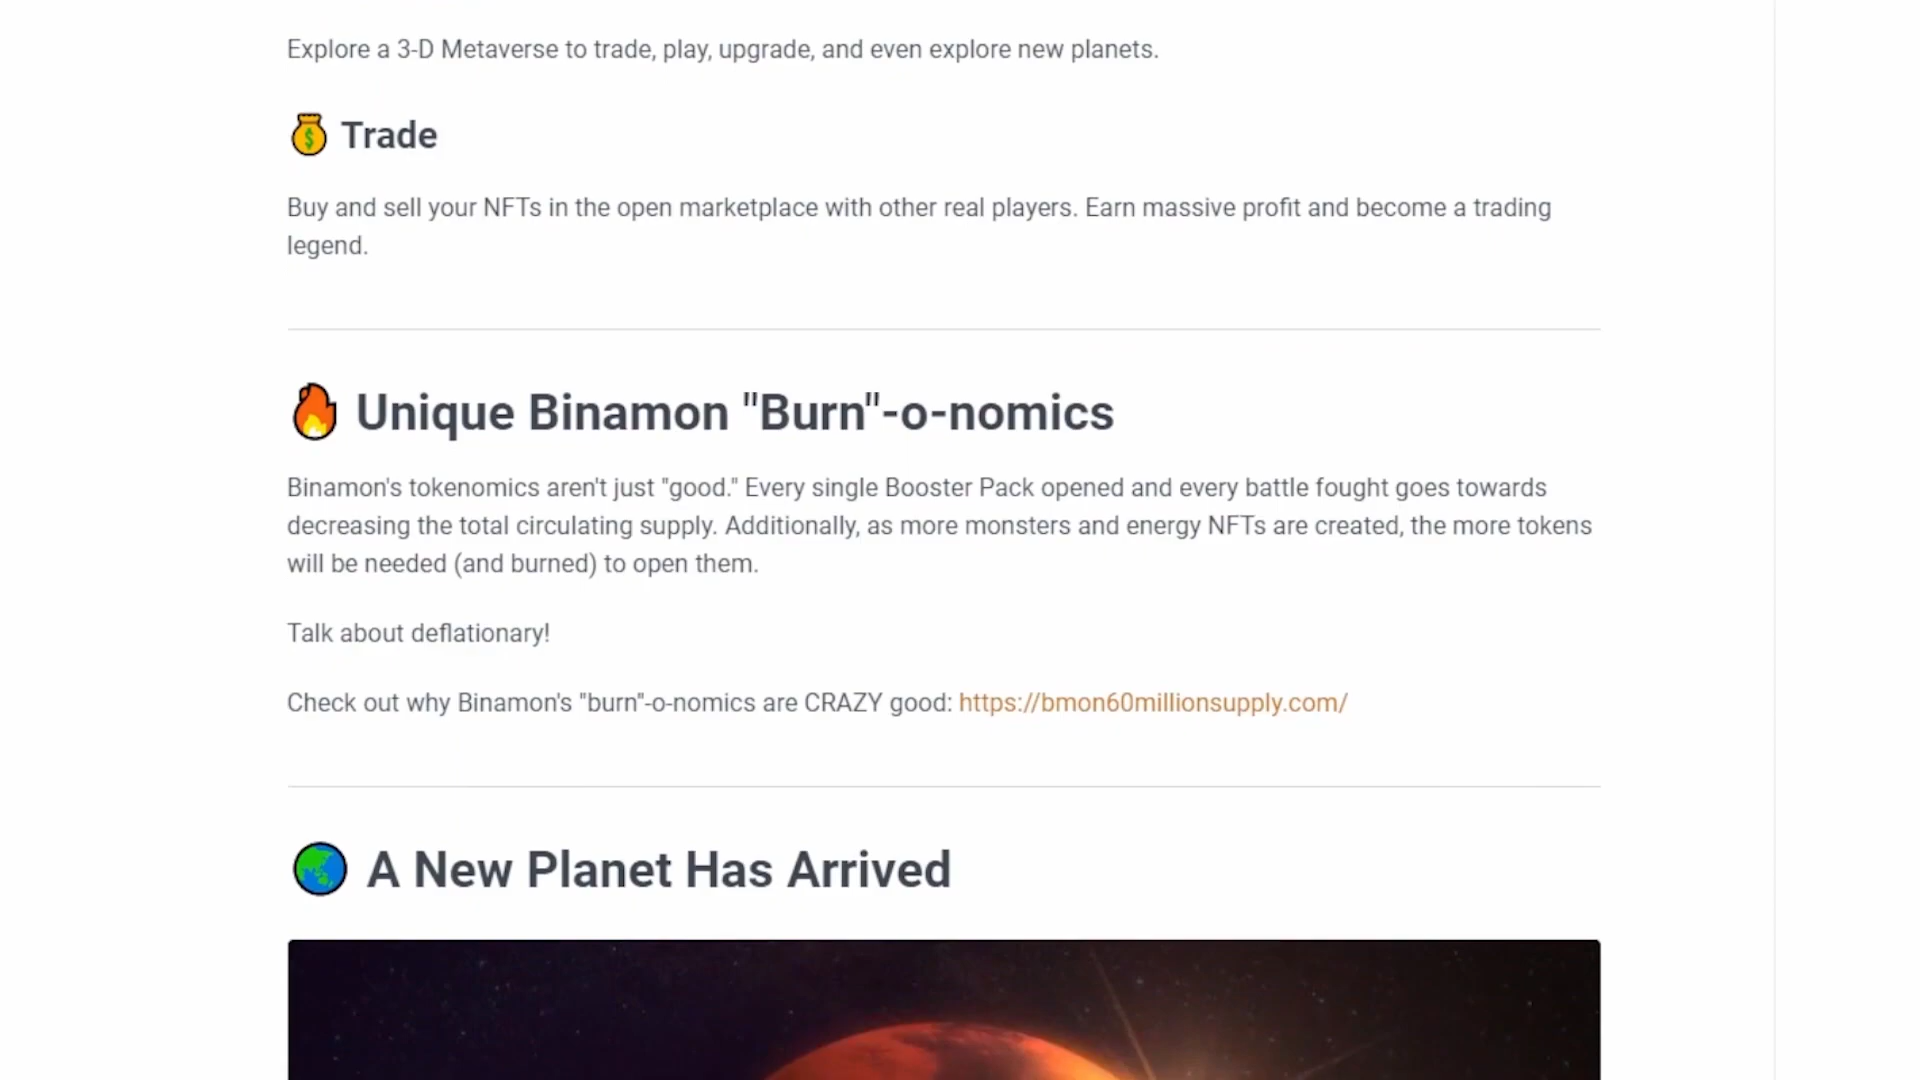 Explore a 3-D Metaverse to trade, play, upgrade, and even explore new planets.
Trade
Buy and sell your NFTs in the open marketplace with other real players. Earn massive profit and become a trading
legend.
Unique Binamon "Burn"-o-nomics
Binamon's tokenomics aren't just "good." Every single Booster Pack opened and every battle fought goes towards
decreasing the total circulating supply. Additionally, as more monsters and energy NFTs are created, the more tokens
will be needed (and burned) to open them.
Talk about deflationary!
Check out why Binamon's "burn"-o-nomics are CRAZY good: https://bmon60millionsupply.com/
A New Planet Has Arrived